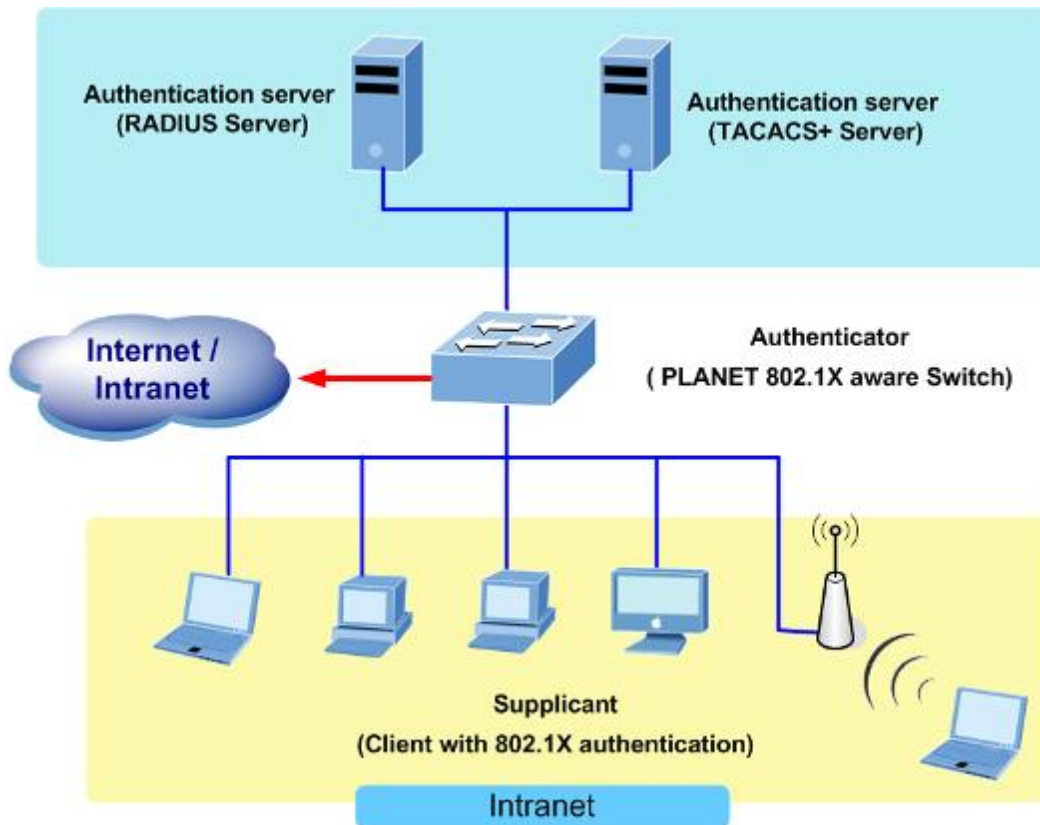 Authentication server
(RADIUS Server)
Authentication server
(TACACS+ Server)
Internet /
Intranet
Authenticator
( PLANET 802.1X aware Switch)
Supplicant
(Client with 802.1X authentication)
Intranet